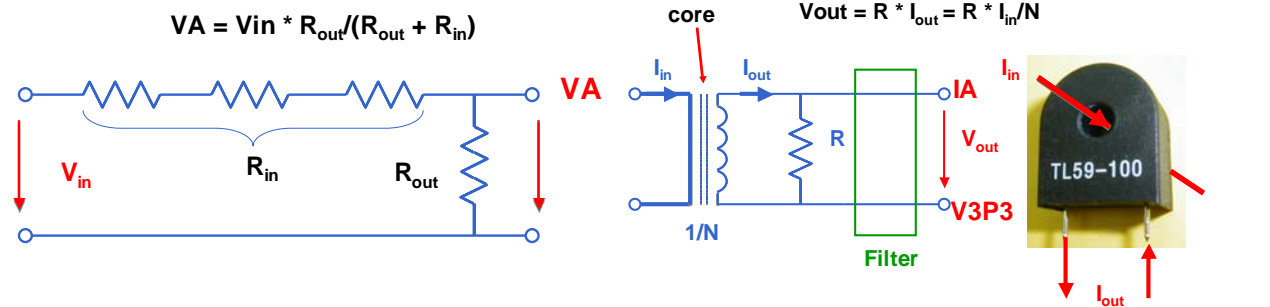 VA = Vin * Rout/(Rout + Rin)
Vin
Rin
Rout
VA
core
Vout = R * Iout = R * Iin/N
Iin
Iout
R
1/N
Filter
IA
Vout
V3P3
Iin
TL59-100
Iout